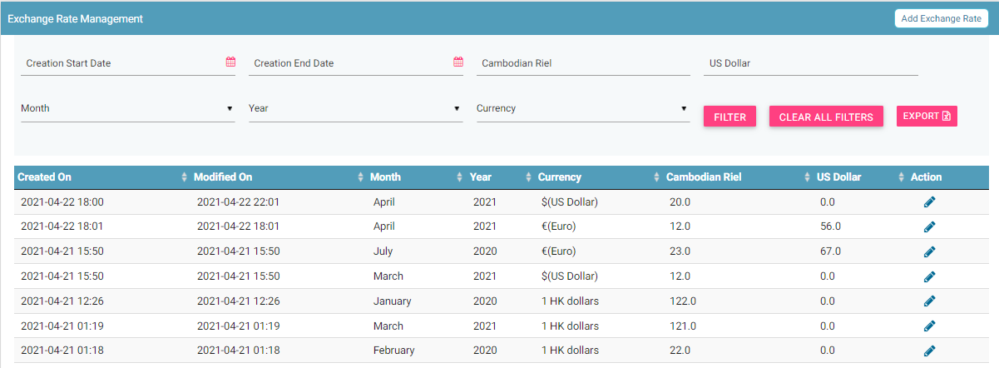 Exchange Rate Management Add Exchange Rate
Creation Start Date Creation End Date Cambodian Riel US Dollar
Month Year Currency FILTER CLEAR ALL FILTERS EXPORT
Created On Modified On Month Year Currency Cambodian Riel US Dollar Action
2021-04-22 18:00 2021-04-22 22:01 April 2021 $(US Dollar) 20.0 0.0
2021-04-22 18:01 2021-04-22 18:01 April 2021 €(Euro) 12.0 56.0
2021-04-21 15:50 2021-04-21 15:50 July 2020 €(Euro) 23.0 67.0
2021-04-21 15:50 2021-04-21 15:50 March 2021 $(US Dollar) 12.0 0.0
2021-04-21 12:26 2021-04-21 12:26 January 2020 1 HK dollars 122.0 0.0
2021-04-21 01:19 2021-04-21 01:19 March 2021 1 HK dollars 121.0 0.0
2021-04-21 01:18 2021-04-21 01:18 February 2020 1 HK dollars 22.0 0.0